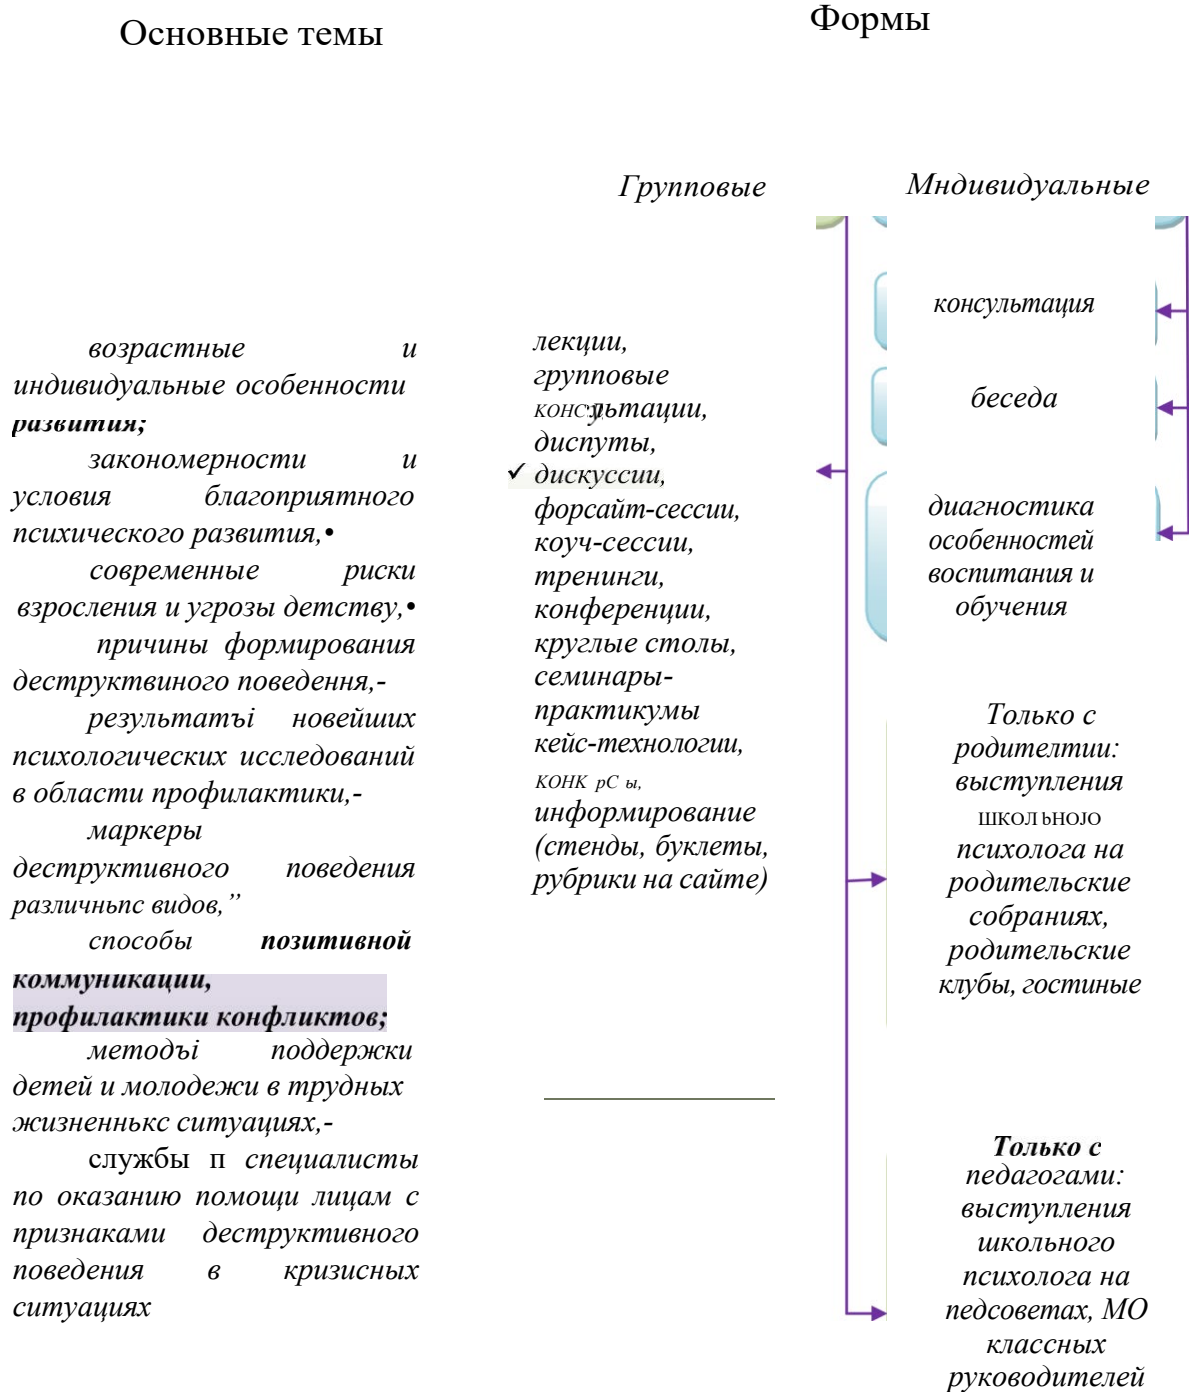 Основные темы
Формы
Групповые
Мндивидуальные
возрастные и
индивидуальные особенности
развития;
закономерности и
условия благоприятного
психического развития,•
современные риски
взросления и угрозы детству,•
причины формирования
деструктвиного поведення,-
результатъі новейших
психологических исследований
в области профилактики,-
маркеры
деструктивного поведения
различньпс видов,”
способы позитивной
коммуникации,
профилактики конфликтов;
методъі поддержки
детей и молодежи в трудных
жизненнькс ситуациях,-
службы п специалисты
по оказанию помощи лицам с
признаками деструктивного
поведения в кризисных
ситуациях
лекции,
групповые
консультации,
диспуты,
✓ дискуссии,
форсайт-сессии,
коуч-сессии,
тренинги,
конференции,
круглые столы,
семинары-
практикумы
кейс-технологии,
КОНК рС ы,
информирование
(стенды, буклеты,
рубрики на сайте)
консультация
беседа
диагностика
особенностей
воспитания и
обучения
Только с
родителтии:
выступления
ШКОЛ ЬНОЈО
психолога на
родительские
собраниях,
родительские
клубы, гостиные
Только с
педагогами:
выступления
школьного
психолога на
педсоветах, МО
классных
руководителей